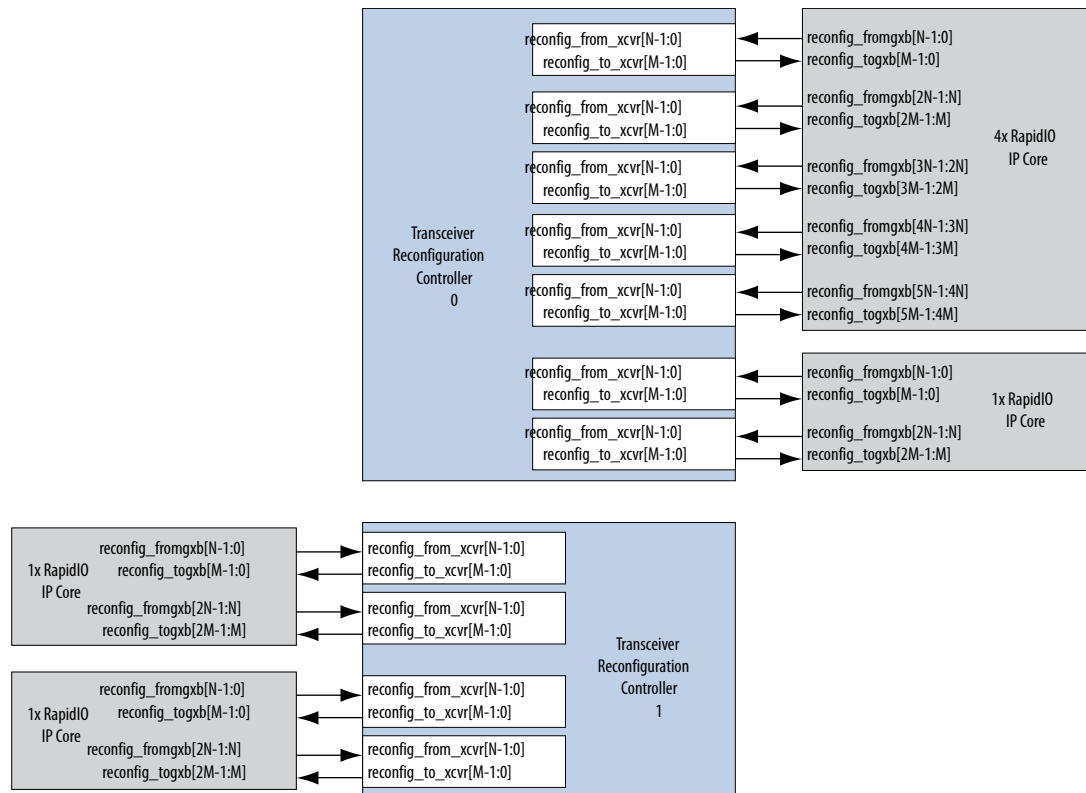 reconfig_from_xcvr[N-1:0]
reconfig_to_xcvr[M-1:0]
reconfig_from_xcvr[N-1:0]
reconfig_to_xcvr[M-1:0]
reconfig_from_xcvr[N-1:0]
reconfig_to_xcvr[M-1:0]
reconfig_from_xcvr[N-1:0]
reconfig_to_xcvr[M-1:0]
reconfig_from_xcvr[N-1:0]
reconfig_to_xcvr[M-1:0]
reconfig_from_xcvr[N-1:0]
reconfig_to_xcvr[M-1:0]
reconfig_from_xcvr[N-1:0]
reconfig_to_xcvr[M-1:0]
Transceiver
Reconfiguration
Controller
0
reconfig_fromgxb[N-1:0]
reconfig_togxb[M-1:0]
reconfig_fromgxb[2N-1:N]
reconfig_togxb[2M-1:M]
reconfig_fromgxb[3N-1:2N]
reconfig_togxb[3M-1:2M]
reconfig_fromgxb[4N-1:3N]
reconfig_togxb[4M-1:3M]
reconfig_fromgxb[5N-1:4N]
reconfig_togxb[5M-1:4M]
4x RapidIO
IP Core
reconfig_fromgxb[N-1:0]
reconfig_togxb[M-1:0]
reconfig_fromgxb[2N-1:N]
reconfig_togxb[2M-1:M]
1x RapidIO
IP Core
reconfig_fromgxb[N-1:0]
reconfig_togxb[M-1:0]
reconfig_fromgxb[2N-1:N]
reconfig_togxb[2M-1:M]
1x RapidIO
IP Core
reconfig_fromgxb[N-1:0]
reconfig_togxb[M-1:0]
reconfig_fromgxb[2N-1:N]
reconfig_togxb[2M-1:M]
1x RapidIO
IP Core
reconfig_from_xcvr[N-1:0]
reconfig_to_xcvr[M-1:0]
reconfig_from_xcvr[N-1:0]
reconfig_to_xcvr[M-1:0]
reconfig_from_xcvr[N-1:0]
reconfig_to_xcvr[M-1:0]
reconfig_from_xcvr[N-1:0]
reconfig_to_xcvr[M-1:0]
Transceiver
Reconfiguration
Controller
1